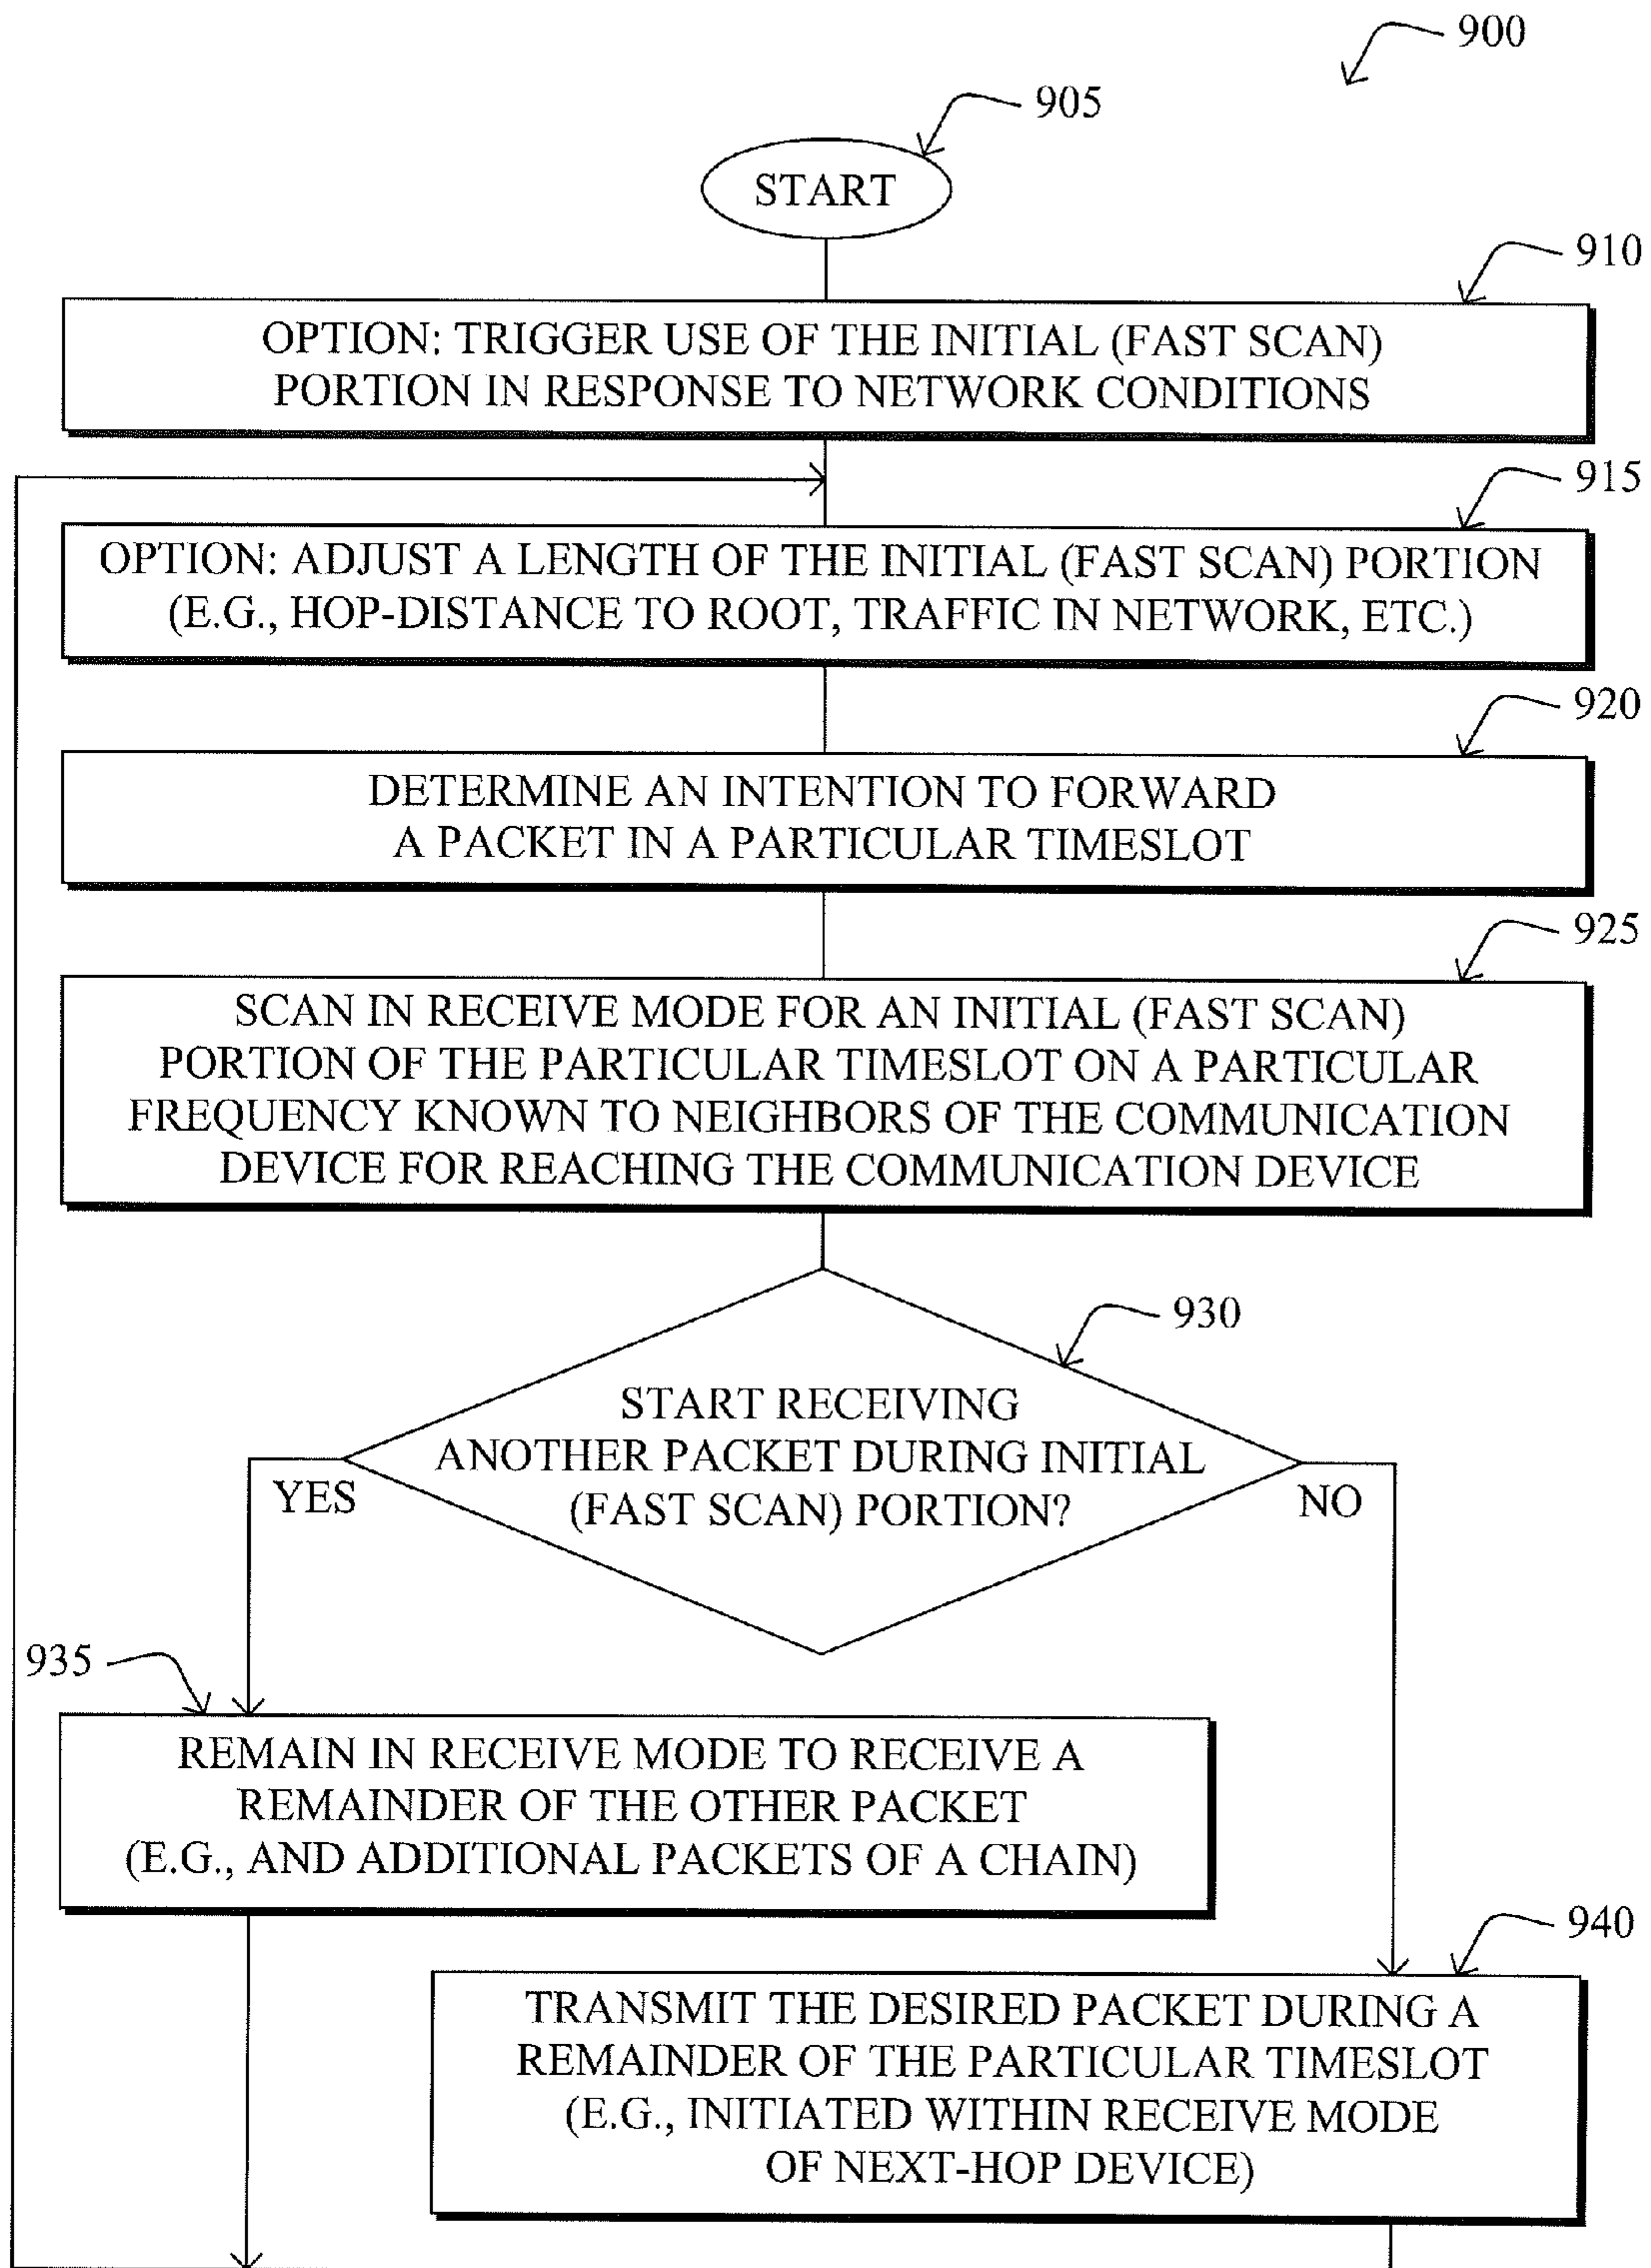 900
905
START
910
OPTION: TRIGGER USE OF THE INITIAL (FAST SCAN)
PORTION IN RESPONSE TO NETWORK CONDITIONS
915
OPTION: ADJUST A LENGTH OF THE INITIAL (FAST SCAN) PORTION
(E.G., HOP-DISTANCE TO ROOT, TRAFFIC IN NETWORK, ETC.)
920
DETERMINE AN INTENTION TO FORWARD
A PACKET IN A PARTICULAR TIMESLOT
925
SCAN IN RECEIVE MODE FOR AN INITIAL (FAST SCAN)
PORTION OF THE PARTICULAR TIMESLOT ON A PARTICULAR
FREQUENCY KNOWN TO NEIGHBORS OF THE COMMUNICATION
DEVICE FOR REACHING THE COMMUNICATION DEVICE
930
START RECEIVING
ANOTHER PACKET DURING INITIAL
(FAST SCAN) PORTION?
YES
NO
935
REMAIN IN RECEIVE MODE TO RECEIVE A
REMAINDER OF THE OTHER PACKET
(E.G., AND ADDITIONAL PACKETS OF A CHAIN)
940
TRANSMIT THE DESIRED PACKET DURING A
REMAINDER OF THE PARTICULAR TIMESLOT
(E.G., INITIATED WITHIN RECEIVE MODE
OF NEXT-HOP DEVICE)